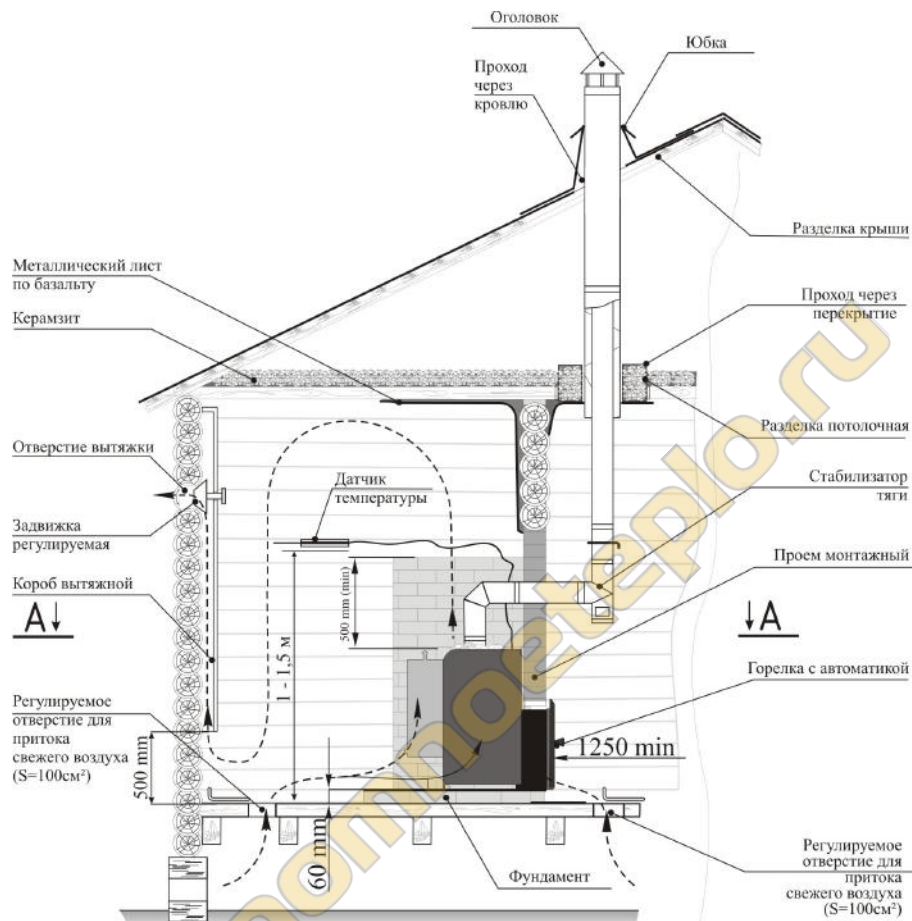 Оголовок
Юбка
Проход
через
кровлю
Разделка крыши
Металлический лист
по базальту
Керамзит
Проход через
перекрытие
Отверстие вытяжки
Разделка потолочная
Датчик
температуры
Стабилизатор
тяги
Задвижка
регулируемая
Проем монтажный
Короб вытяжной
500 mm (min)
А
А
1 - 1,5 м
Горелка с автоматикой
Регулируемое
отверстие для
притока
свежего воздуха
(S=100см²)
1250 min
500 mm
60 mm
Фундамент
Регулируемое
отверстие для
притока
свежего воздуха
(S=100см²)